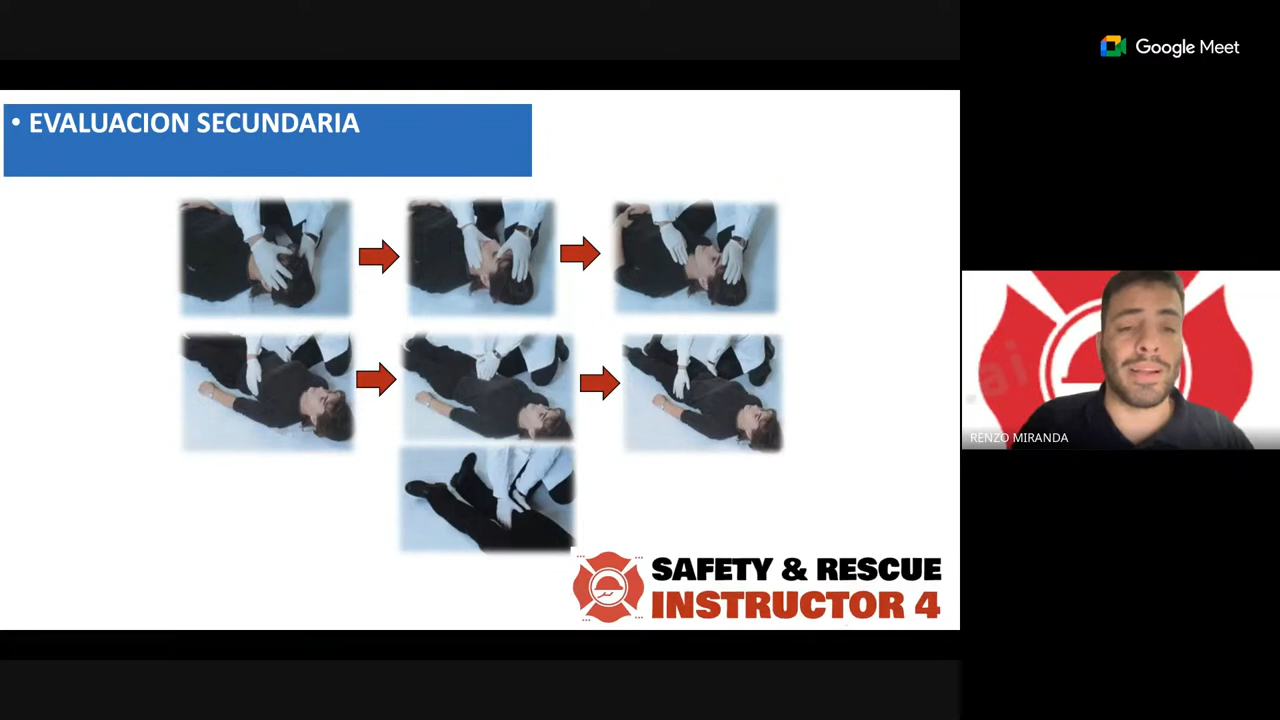 Google Meet
• EVALUACION SECUNDARIA
RENZO MIRANDA
SAFETY & RESCUE
INSTRUCTOR 4